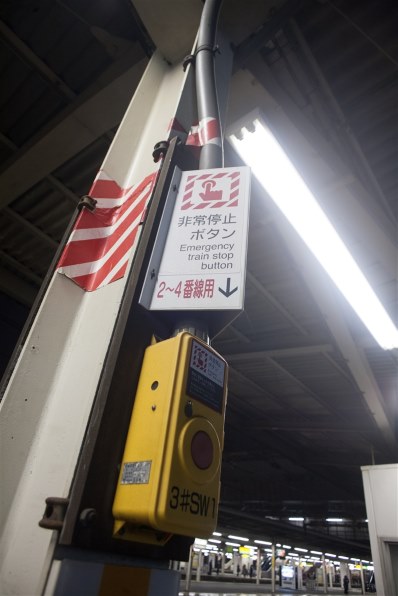 非常停止
ボタン
Emergency
train stop
button
2〜4番線用↓
3#SW1